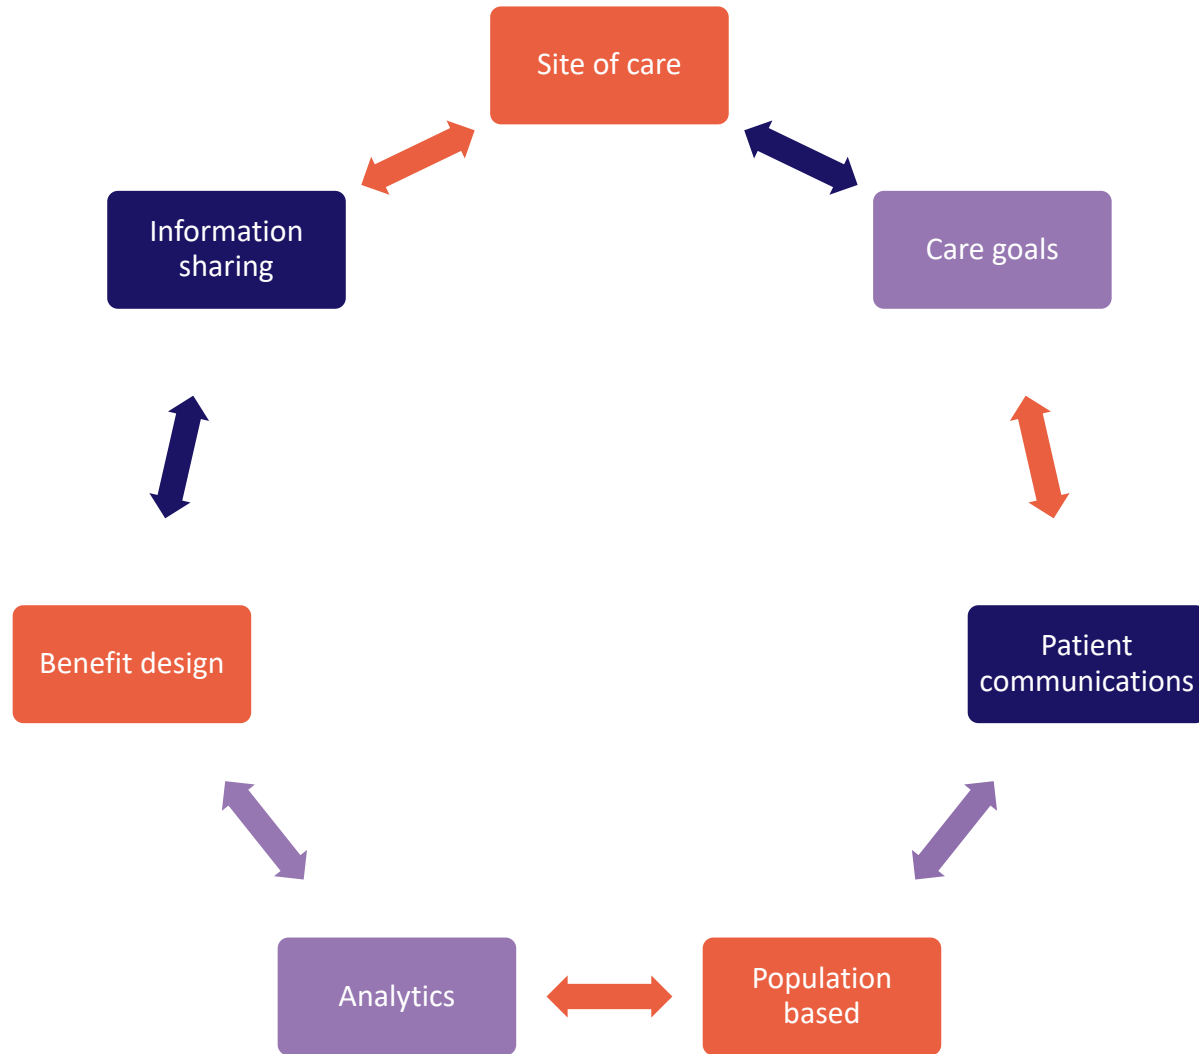 Site of care
Information
sharing
Care goals
Benefit design
Patient
communications
Analytics
Population
based